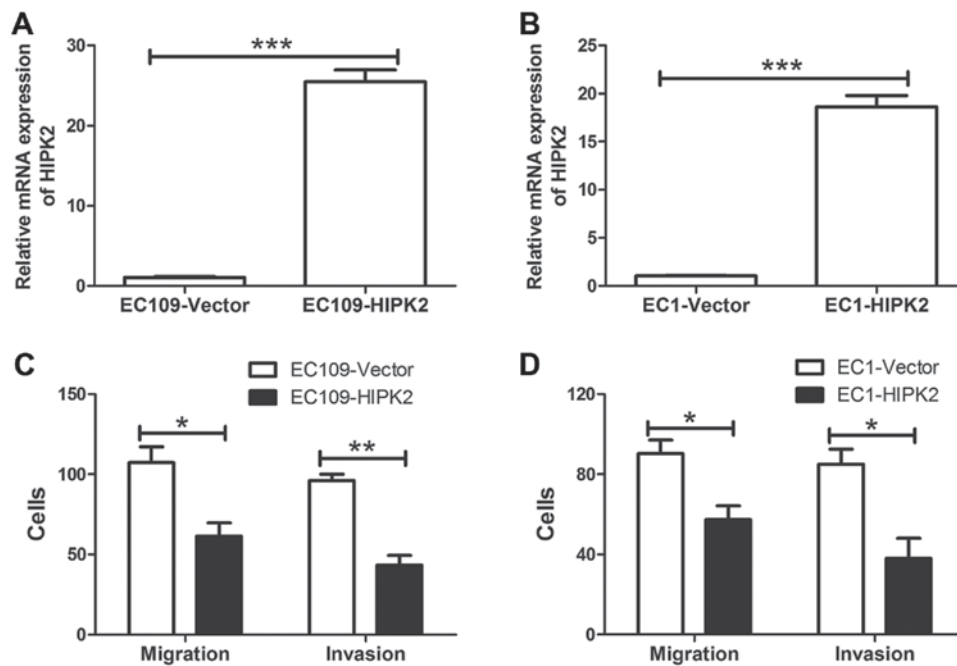 A
Relative mRNA expression
of HIPK2
30
20
10
0
***
EC109-Vector
EC109-HIPK2
B
Relative mRNA expression
of HIPK2
25
20
15
10
5
0
***
EC1-Vector
EC1-HIPK2
C
EC109-Vector
EC109-HIPK2
Cells
150
100
50
0
*
**
Migration
Invasion
D
EC1-Vector
EC1-HIPK2
Cells
120
80
40
0
*
*
Migration
Invasion